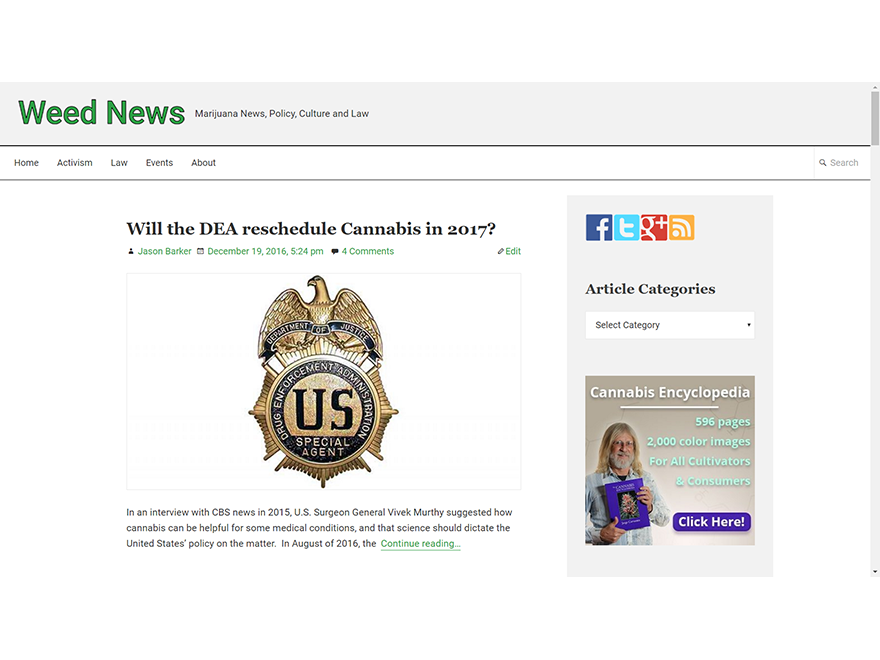 Weed News
Marijuana News, Policy, Culture and Law
Home Activism Law Events About
Search
Will the DEA reschedule Cannabis in 2017?
Jason Barker December 19, 2016, 5:24 pm 4 Comments Edit
DEPARTMENT OF JUSTICE
DRUG ENFORCEMENT ADMINISTRATION
US
SPECIAL
AGENT
In an interview with CBS news in 2015, U.S. Surgeon General Vivek Murthy suggested how
cannabis can be helpful for some medical conditions, and that science should dictate the
United States’ policy on the matter. In August of 2016, the Continue reading...
f t g+
Article Categories
Select Category
Cannabis Encyclopedia
596 pages
2,000 color images
For All Cultivators
& Consumers
Click Here!